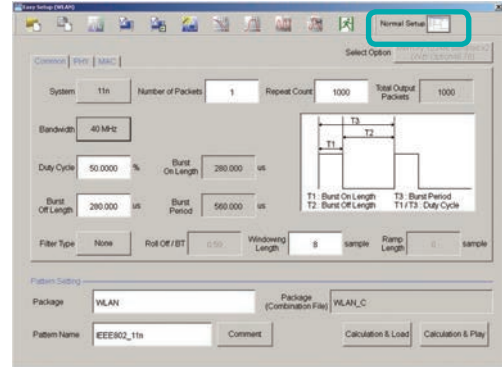 Easy Setup (WLAN)
Normal Setup
Select Option
Common PHY MAC
System 11n Number of Packets 1 Repeat Count 1000 Total Output Packets 1000
Bandwidth 40 MHz
T3
T2
T1
Duty Cycle 50.0000 % Burst On Length 280.000 us
T1 : Burst On Length T3 : Burst Period
T2 : Burst Off Length T1 / T3 : Duty Cycle
Burst Off Length 280.000 us Burst Period 560.000 us
Filter Type None Roll Off / BT 0.50 Windowing Length 8 sample Ramp Length 0 sample
Pattern Setting
Package WLAN Package (Combination File) WLAN_C
Pattern Name IEEE802_11n Comment Calculation & Load Calculation & Play